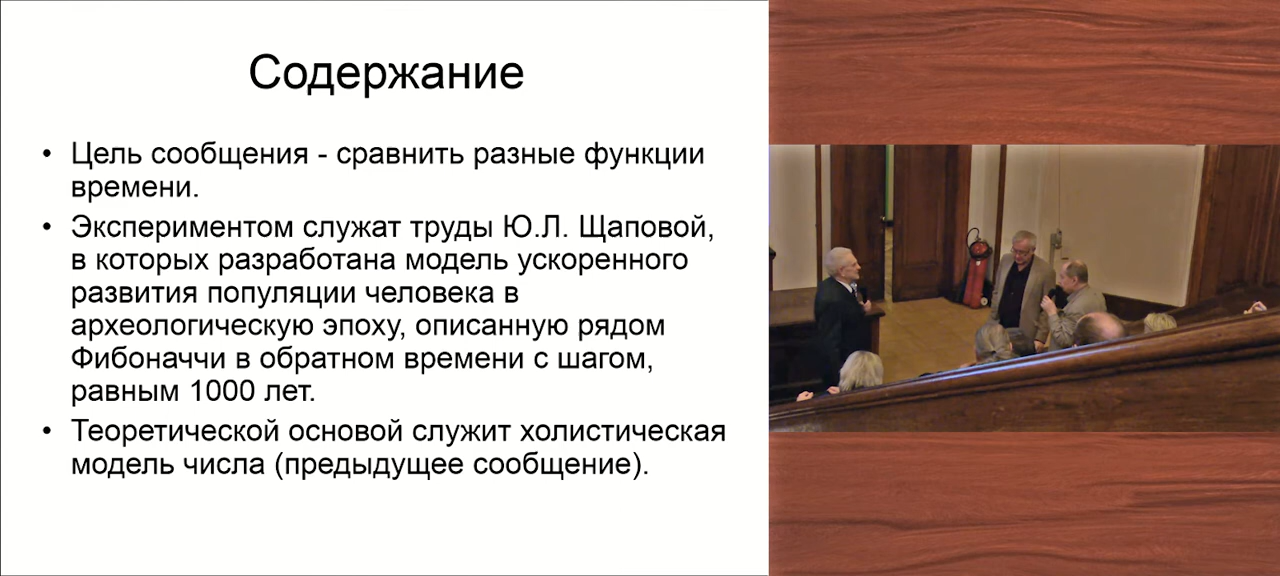 Содержание
• Цель сообщения - сравнить разные функции
времени.
• Экспериментом служат труды Ю.Л. Щаповой,
в которых разработана модель ускоренного
развития популяции человека в
археологическую эпоху, описанную рядом
Фибоначчи в обратном времени с шагом,
равным 1000 лет.
• Теоретической основой служит холистическая
модель числа (предыдущее сообщение).